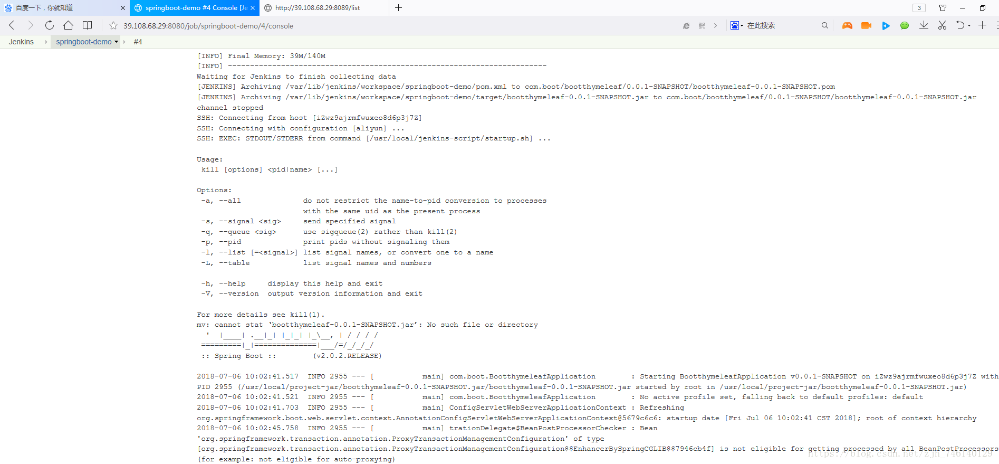 百度一下，你就知道
springboot-demo #4 Console [Je
http://39.108.68.29:8089/list
3
39.108.68.29:8080/job/springboot-demo/4/console
在此搜索
Jenkins
springboot-demo
#4
[INFO] Final Memory: 39M/140M
[INFO] ------------------------------------------------------------------------
Waiting for Jenkins to finish collecting data
[JENKINS] Archiving /var/lib/jenkins/workspace/springboot-demo/pom.xml to com.boot/bootthymeleaf/0.0.1-SNAPSHOT/bootthymeleaf-0.0.1-SNAPSHOT.pom
[JENKINS] Archiving /var/lib/jenkins/workspace/springboot-demo/target/bootthymeleaf-0.0.1-SNAPSHOT.jar to com.boot/bootthymeleaf/0.0.1-SNAPSHOT/bootthymeleaf-0.0.1-SNAPSHOT.jar
channel stopped
SSH: Connecting from host [iZwz9ajrmfwuxeo8d6p3j7Z]
SSH: Connecting with configuration [aliyun] ...
SSH: EXEC: STDOUT/STDERR from command [/usr/local/jenkins-script/startup.sh] ...
Usage:
 kill [options] <pid|name> [...]
Options:
 -a, --all              do not restrict the name-to-pid conversion to processes
                        with the same uid as the present process
 -s, --signal <sig>     send specified signal
 -q, --queue <sig>      use sigqueue(2) rather than kill(2)
 -p, --pid              print pids without signaling them
 -l, --list [=<signal>] list signal names, or convert one to a name
 -L, --table            list signal names and numbers
 -h, --help     display this help and exit
 -V, --version  output version information and exit
For more details see kill(1).
mv: cannot stat ‘bootthymeleaf-0.0.1-SNAPSHOT.jar’: No such file or directory
  '  |____| .__|_| |_|_| |_\__, | / / / /
 =========|_|==============|___/=/_/_/_/
 :: Spring Boot ::        (v2.0.2.RELEASE)
2018-07-06 10:02:41.517  INFO 2955 --- [           main] com.boot.BootthymeleafApplication        : Starting BootthymeleafApplication v0.0.1-SNAPSHOT on iZwz9ajrmfwuxeo8d6p3j7Z with
PID 2955 (/usr/local/project-jar/bootthymeleaf-0.0.1-SNAPSHOT.jar/bootthymeleaf-0.0.1-SNAPSHOT.jar started by root in /usr/local/project-jar/bootthymeleaf-0.0.1-SNAPSHOT.jar)
2018-07-06 10:02:41.521  INFO 2955 --- [           main] com.boot.BootthymeleafApplication        : No active profile set, falling back to default profiles: default
2018-07-06 10:02:41.703  INFO 2955 --- [           main] ConfigServletWebServerApplicationContext : Refreshing
org.springframework.boot.web.servlet.context.AnnotationConfigServletWebServerApplicationContext@5679c6c6: startup date [Fri Jul 06 10:02:41 CST 2018]; root of context hierarchy
2018-07-06 10:02:45.758  INFO 2955 --- [           main] trationDelegate$BeanPostProcessorChecker : Bean
'org.springframework.transaction.annotation.ProxyTransactionManagementConfiguration' of type
[org.springframework.transaction.annotation.ProxyTransactionManagementConfiguration$$EnhancerBySpringCGLIB$$7946cb4f] is not eligible for getting processed by all BeanPostProcessors
(for example: not eligible for auto-proxying)
https://blog.csdn.net/zjh_746140129